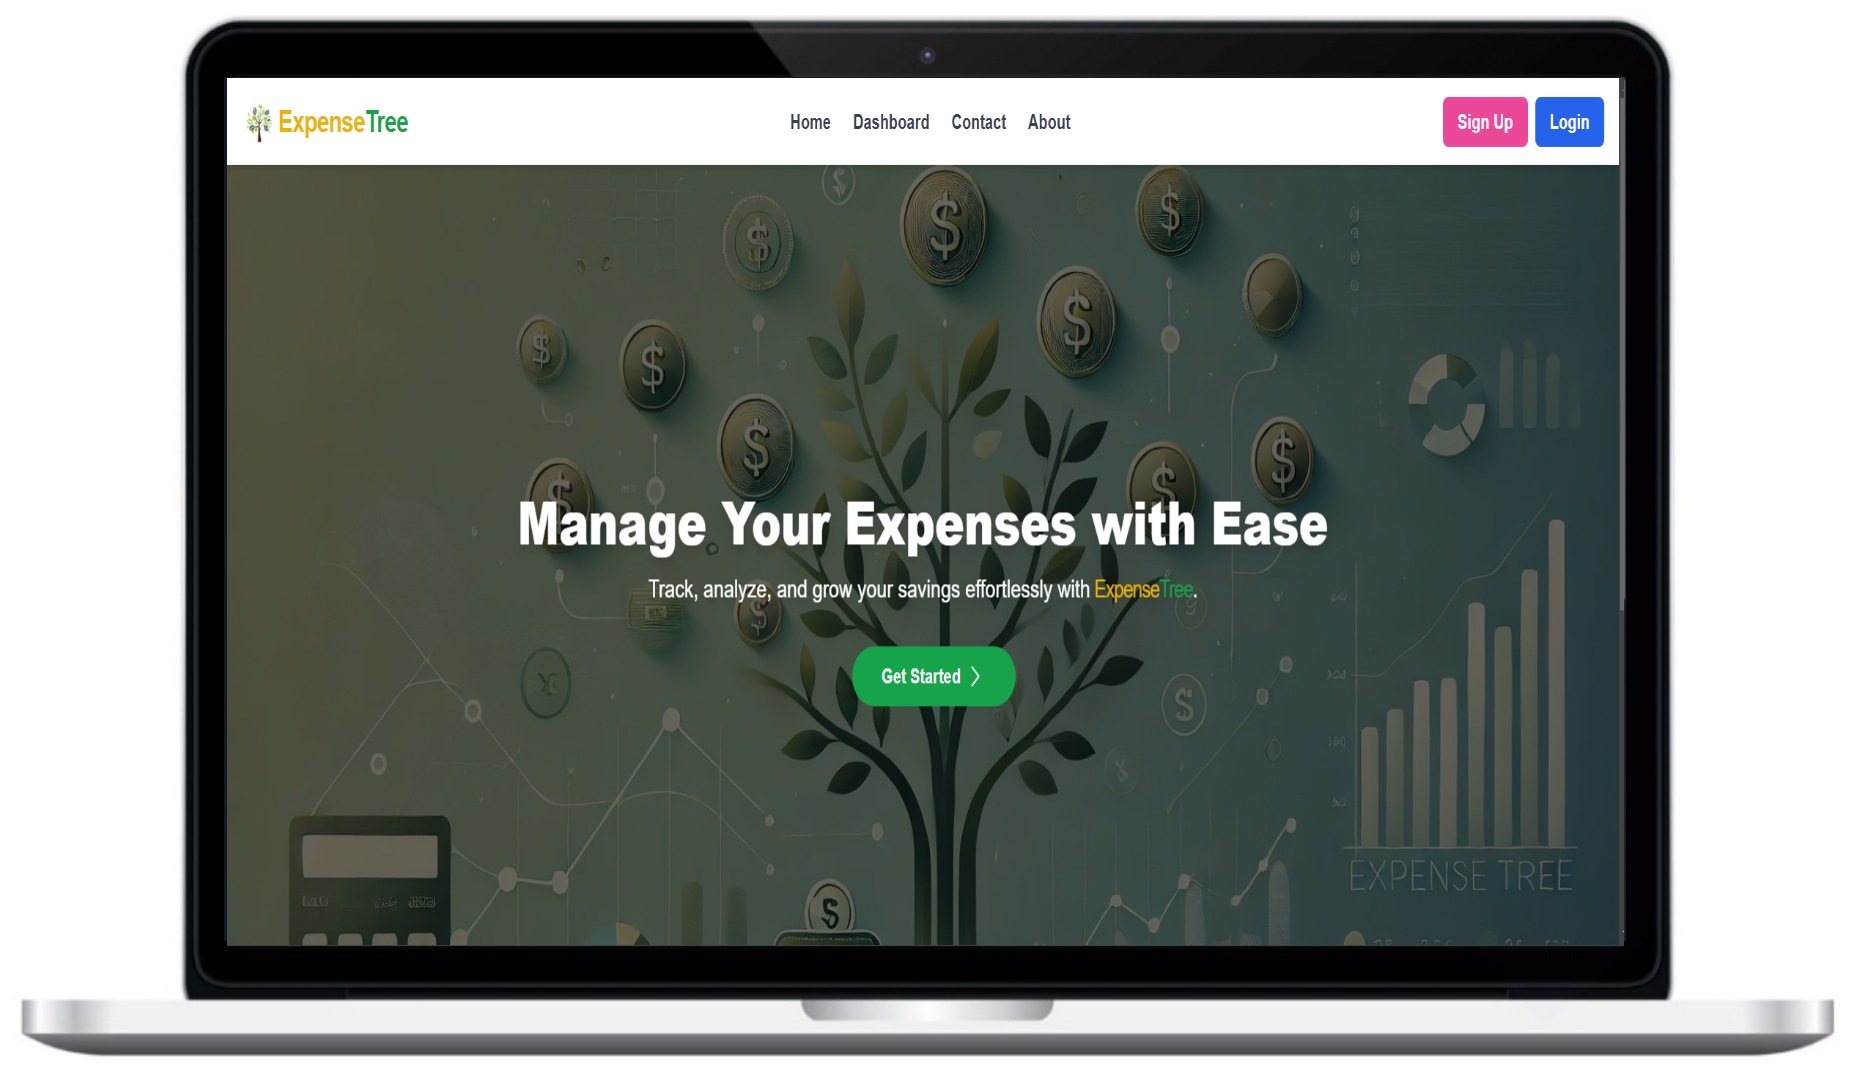 ExpenseTree
Home Dashboard Contact About
Sign Up Login
Manage Your Expenses with Ease
Track, analyze, and grow your savings effortlessly with ExpenseTree.
Get Started
EXPENSE TREE